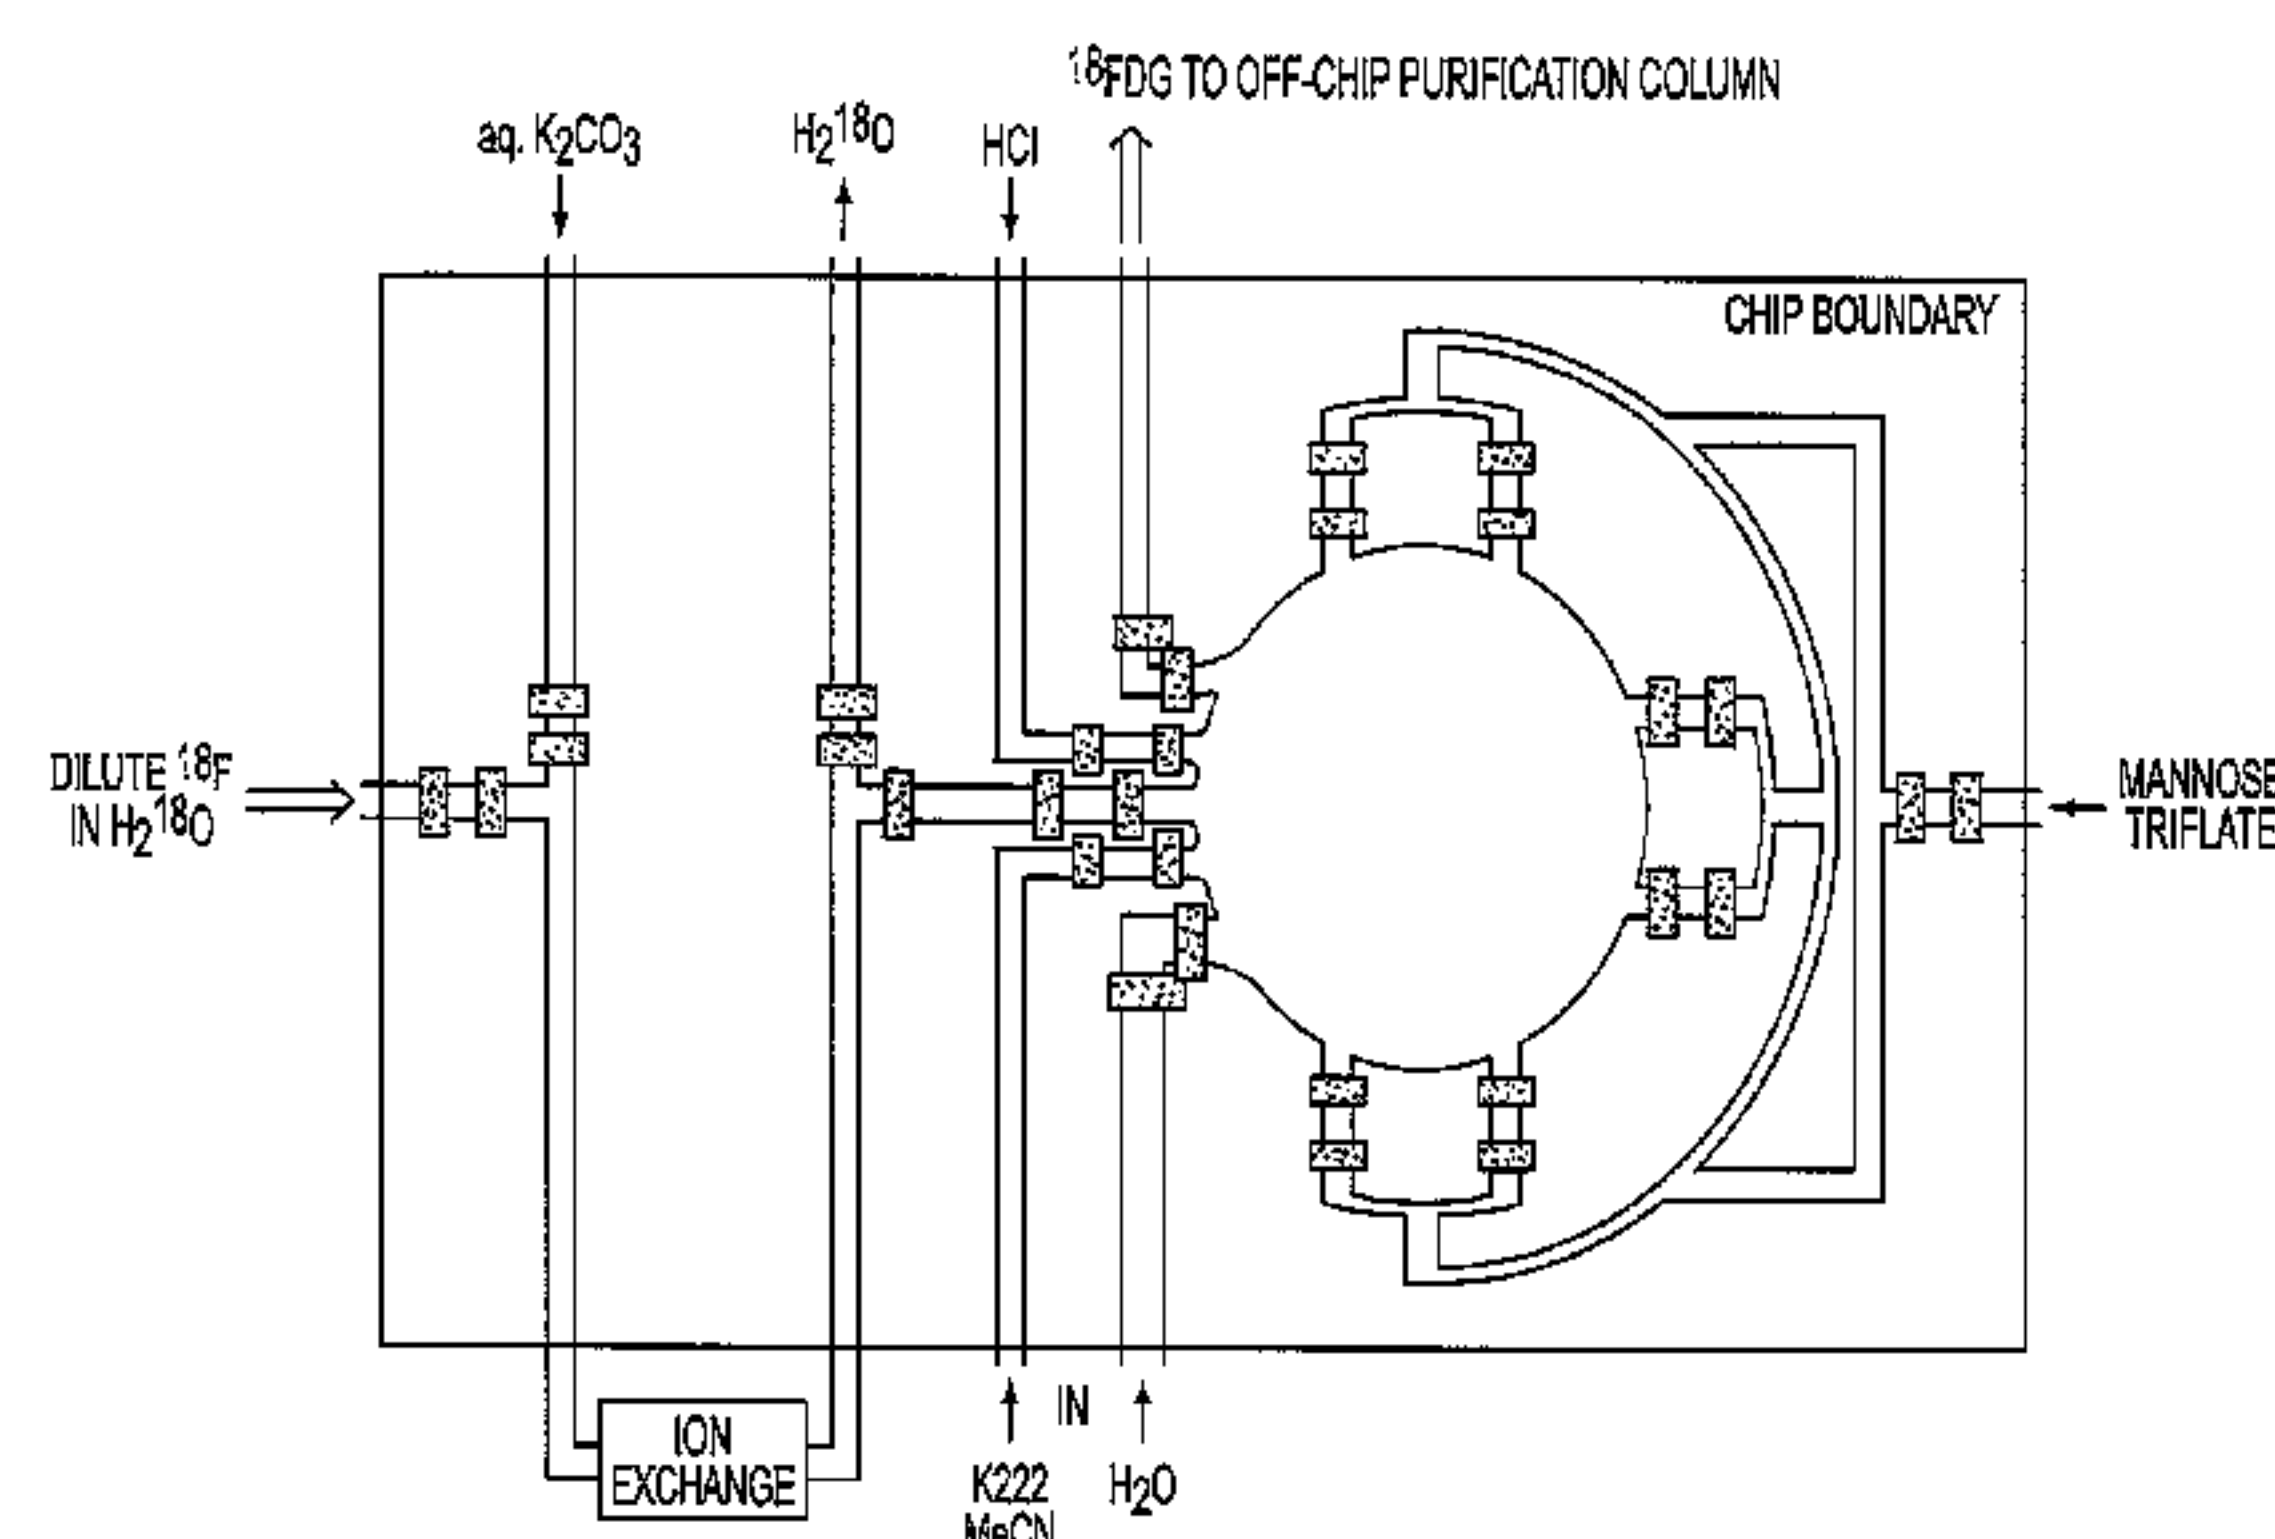 ¹⁸FDG TO OFF-CHIP PURIFICATION COLUMN
aq. K₂CO₃
H₂¹⁸O
HCl
CHIP BOUNDARY
DILUTE ¹⁸F
IN H₂¹⁸O
MANNOSE
TRIFLATE
ION
EXCHANGE
IN
K222
MeCN
H₂O